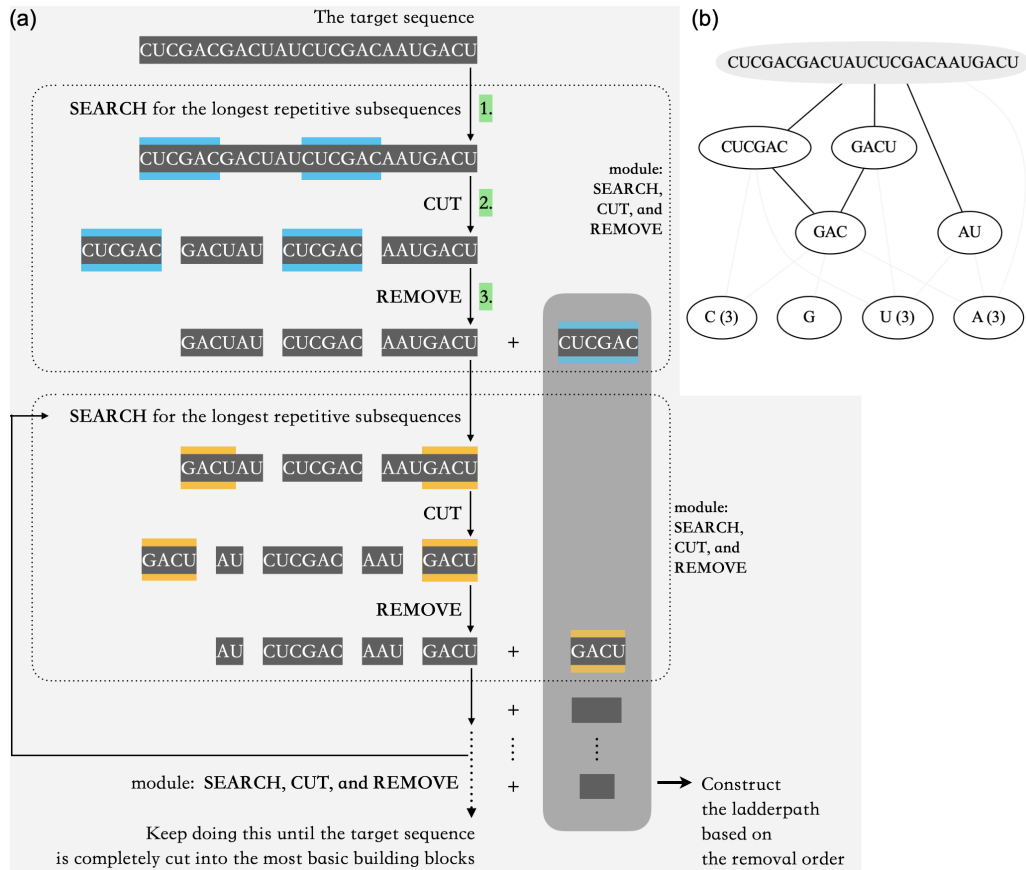 (a)
The target sequence
CUCGACGACUAUCUCGACAAUGACU
SEARCH for the longest repetitive subsequences 1.
CUCGACGACUAUCUCGACAAUGACU
CUT 2.
module:
SEARCH,
CUT, and
REMOVE
CUCGAC GACUAU CUCGAC AAUGACU
REMOVE 3.
GACUAU CUCGAC AAUGACU + CUCGAC
SEARCH for the longest repetitive subsequences
GACUAU CUCGAC AAUGACU
CUT
module:
SEARCH,
CUT, and
REMOVE
GACU AU CUCGAC AAU GACU
REMOVE
AU CUCGAC AAU GACU + GACU
+
module: SEARCH, CUT, and REMOVE +
Keep doing this until the target sequence
is completely cut into the most basic building blocks
Construct
the ladderpath
based on
the removal order
(b)
CUCGACGACUAUCUCGACAAUGACU
CUCGAC GACU
GAC AU
C (3) G U (3) A (3)